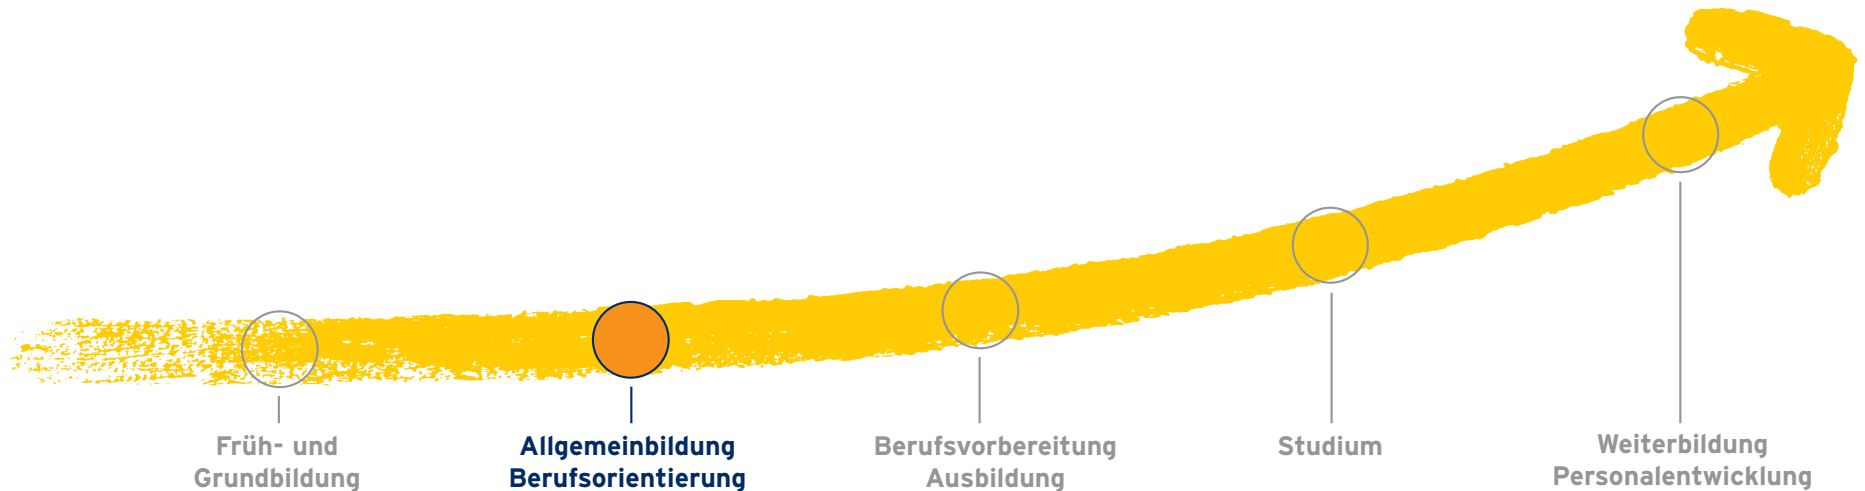 Früh- und
Grundbildung
Allgemeinbildung
Berufsorientierung
Berufsvorbereitung
Ausbildung
Studium
Weiterbildung
Personalentwicklung